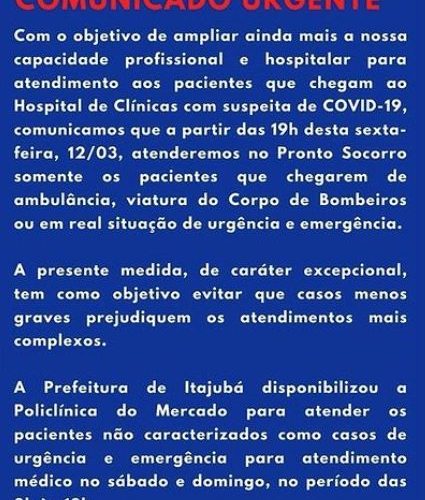 COMUNICADO URGENTE
Com o objetivo de ampliar ainda mais a nossa
capacidade profissional e hospitalar para
atendimento aos pacientes que chegam ao
Hospital de Clínicas com suspeita de COVID-19,
comunicamos que a partir das 19h desta sexta-
feira, 12/03, atenderemos no Pronto Socorro
somente os pacientes que chegarem de
ambulância, viatura do Corpo de Bombeiros
ou em real situação de urgência e emergência.
A presente medida, de caráter excepcional,
tem como objetivo evitar que casos menos
graves prejudiquem os atendimentos mais
complexos.
A Prefeitura de Itajubá disponibilizou a
Policlínica do Mercado para atender os
pacientes não caracterizados como casos de
urgência e emergência para atendimento
médico no sábado e domingo, no período das